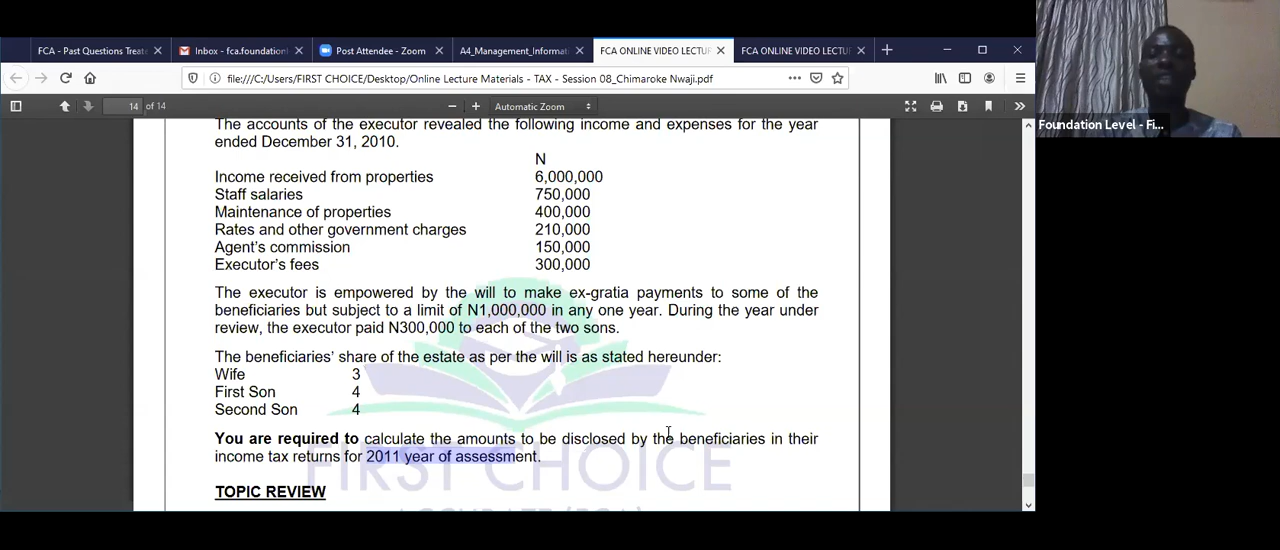 FCA - Past Questions Treate
Inbox - fca.foundation
Post Attendee - Zoom
A4_Management_Informati
FCA ONLINE VIDEO LECTUR
FCA ONLINE VIDEO LECTUR
file:///C:/Users/FIRST CHOICE/Desktop/Online Lecture Materials - TAX - Session 08_Chimaroke Nwaji.pdf
Foundation Level - Fi...
14 of 14
Automatic Zoom
The accounts of the executor revealed the following income and expenses for the year
ended December 31, 2010.
N
Income received from properties 6,000,000
Staff salaries 750,000
Maintenance of properties 400,000
Rates and other government charges 210,000
Agent's commission 150,000
Executor's fees 300,000
The executor is empowered by the will to make ex-gratia payments to some of the
beneficiaries but subject to a limit of N1,000,000 in any one year. During the year under
review, the executor paid N300,000 to each of the two sons.
The beneficiaries' share of the estate as per the will is as stated hereunder:
Wife 3
First Son 4
Second Son 4
You are required to calculate the amounts to be disclosed by the beneficiaries in their
income tax returns for 2011 year of assessment.
FIRST CHOICE
TOPIC REVIEW